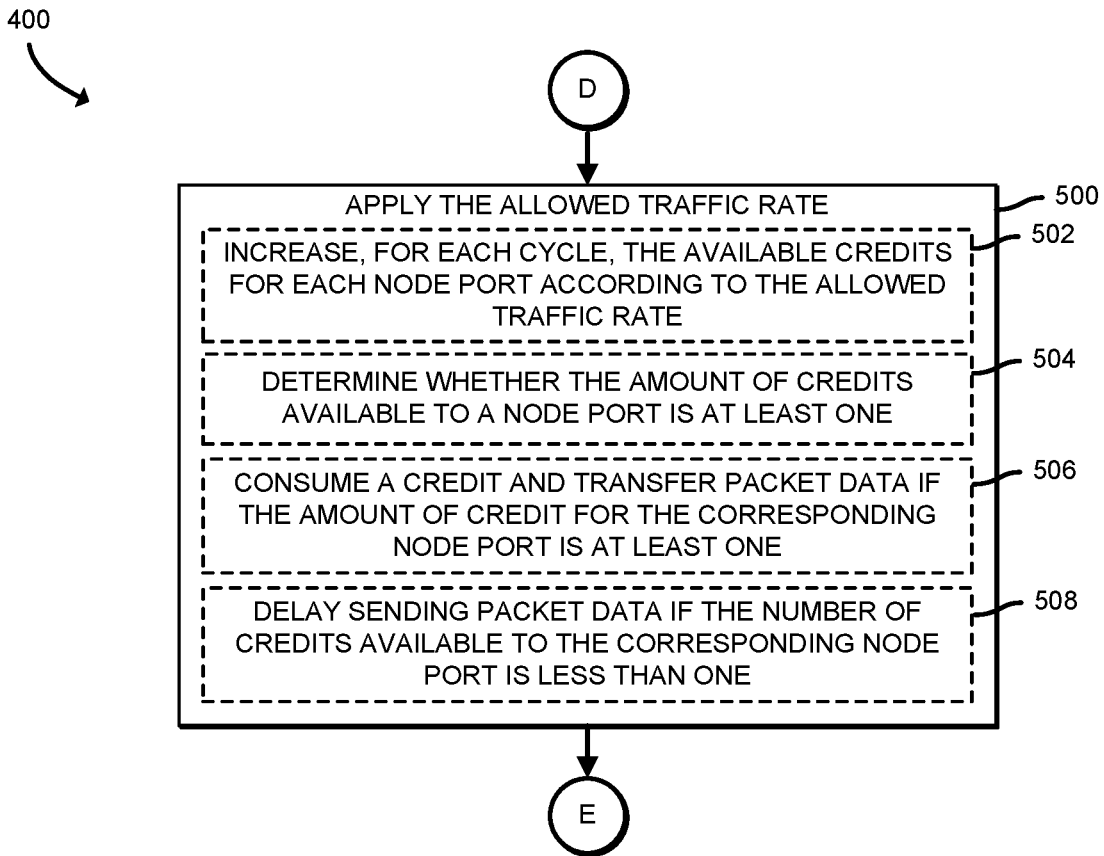 400
D
APPLY THE ALLOWED TRAFFIC RATE
500
INCREASE, FOR EACH CYCLE, THE AVAILABLE CREDITS
FOR EACH NODE PORT ACCORDING TO THE ALLOWED
TRAFFIC RATE
502
DETERMINE WHETHER THE AMOUNT OF CREDITS
AVAILABLE TO A NODE PORT IS AT LEAST ONE
504
CONSUME A CREDIT AND TRANSFER PACKET DATA IF
THE AMOUNT OF CREDIT FOR THE CORRESPONDING
NODE PORT IS AT LEAST ONE
506
DELAY SENDING PACKET DATA IF THE NUMBER OF
CREDITS AVAILABLE TO THE CORRESPONDING NODE
PORT IS LESS THAN ONE
508
E